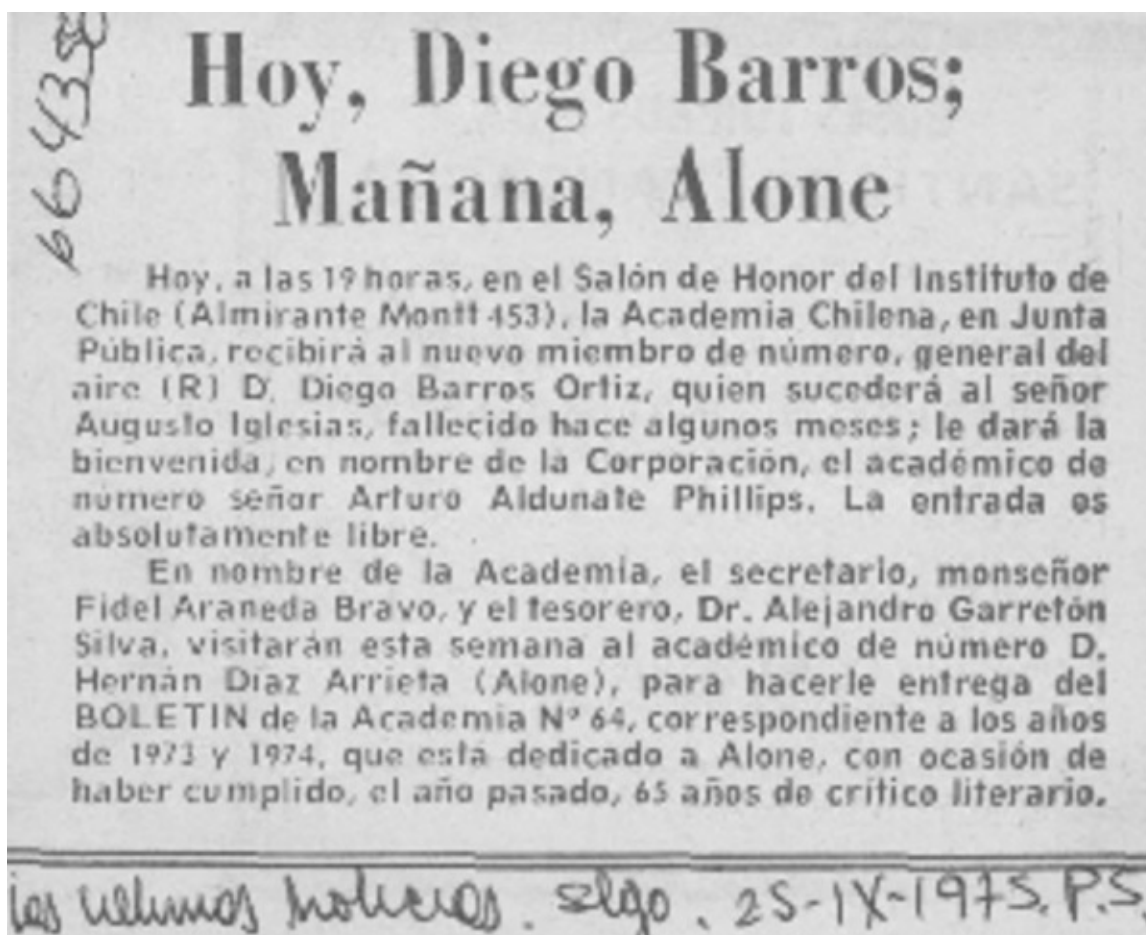 664358
Hoy, Diego Barros;
Mañana, Alone
Hoy, a las 19 horas, en el Salón de Honor del Instituto de
Chile (Almirante Montt 453), la Academia Chilena, en Junta
Pública, recibirá al nuevo miembro de número, general del
aire (R) D. Diego Barros Ortiz, quien sucederá al señor
Augusto Iglesias, fallecido hace algunos meses; le dará la
bienvenida, en nombre de la Corporación, el académico de
número señor Arturo Aldunate Phillips. La entrada es
absolutamente libre.
En nombre de la Academia, el secretario, monseñor
Fidel Araneda Bravo, y el tesorero, Dr. Alejandro Garretón
Silva, visitarán esta semana al académico de número D.
Hernán Díaz Arrieta (Alone), para hacerle entrega del
BOLETIN de la Academia Nº 64, correspondiente a los años
de 1973 y 1974, que está dedicado a Alone, con ocasión de
haber cumplido, el año pasado, 65 años de crítico literario.
las últimas noticias. Stgo. 25-IX-1975. P.5.